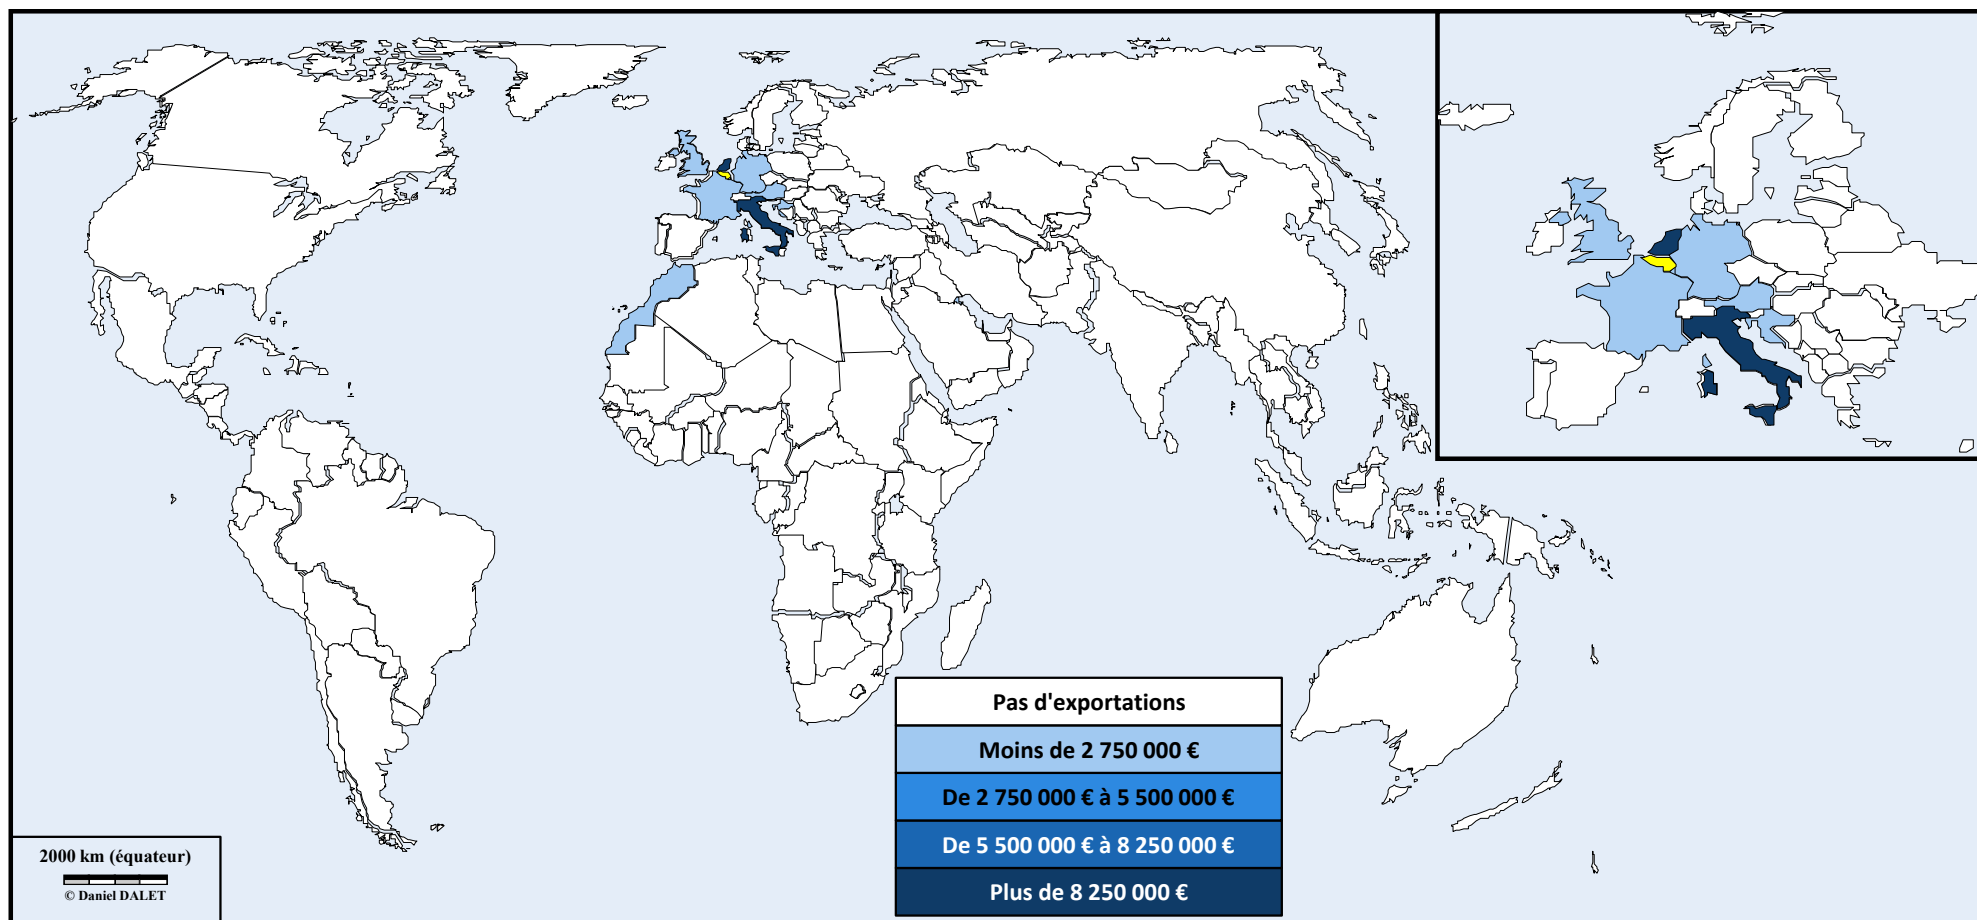 Pas d'exportations
Moins de 2 750 000 €
De 2 750 000 € à 5 500 000 €
De 5 500 000 € à 8 250 000 €
Plus de 8 250 000 €
2000 km (équateur)
© Daniel DALET